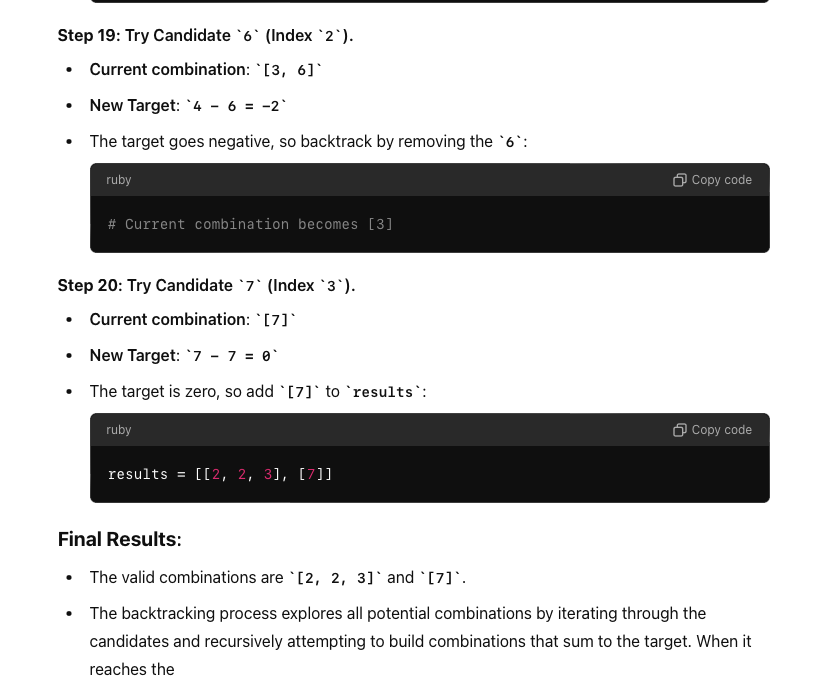 Step 19: Try Candidate `6` (Index `2`).
• Current combination: `[3, 6]`
• New Target: `4 - 6 = -2`
• The target goes negative, so backtrack by removing the `6`:
ruby Copy code
# Current combination becomes [3]
Step 20: Try Candidate `7` (Index `3`).
• Current combination: `[7]`
• New Target: `7 - 7 = 0`
• The target is zero, so add `[7]` to `results`:
ruby Copy code
results = [[2, 2, 3], [7]]
Final Results:
• The valid combinations are `[2, 2, 3]` and `[7]`.
• The backtracking process explores all potential combinations by iterating through the
candidates and recursively attempting to build combinations that sum to the target. When it
reaches the